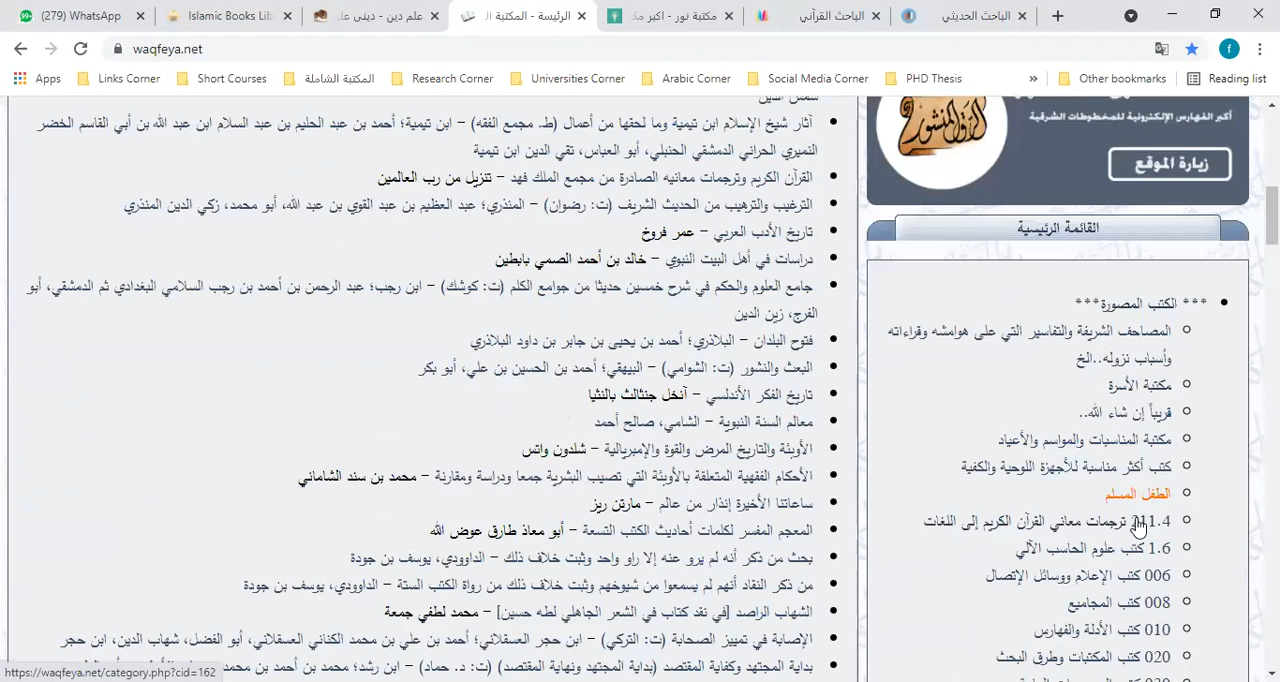 (279) WhatsApp
Islamic Books Lib
علم دين - دينى عل
الرئيسة - المكتبة ال
مكتبة نور - اكبر مك
الباحث القرآني
الباحث الحديثي
waqfeya.net
f
Apps
Links Corner
Short Courses
المكتبة الشاملة
Research Corner
Universities Corner
Arabic Corner
Social Media Corner
PHD Thesis
»
Other bookmarks
Reading list
شمس الدين
آثار شيخ الإسلام ابن تيمية وما لحقها من أعمال (ط. مجمع الفقه) – ابن تيمية؛ أحمد بن عبد الحليم بن عبد السلام ابن عبد الله بن أبي القاسم الخضر
النميري الحراني الدمشقي الحنبلي، أبو العباس، تقي الدين ابن تيمية
القرآن الكريم وترجمات معانيه الصادرة من مجمع الملك فهد – تنزيل من رب العالمين
الترغيب والترهيب من الحديث الشريف (ت: رضوان) – المنذري؛ عبد العظيم بن عبد القوي بن عبد الله، أبو محمد، زكي الدين المنذري
تاريخ الأدب العربي – عمر فروخ
دراسات في أهل البيت النبوي – خالد بن أحمد الصمي بابطين
جامع العلوم والحكم في شرح خمسين حديثا من جوامع الكلم (ت: كوشك) – ابن رجب؛ عبد الرحمن بن أحمد بن رجب السلامي البغدادي ثم الدمشقي، أبو
الفرج، زين الدين
فتوح البلدان – البلاذري؛ أحمد بن يحيى بن جابر بن داود البلاذري
البعث والنشور (ت: الشوامي) – البيهقي؛ أحمد بن الحسين بن علي، أبو بكر
تاريخ الفكر الأندلسي – آنخل جنثالث بالنثيا
معالم السنة النبوية – الشامي، صالح أحمد
الأوبئة والتاريخ المرض والقوة والإمبريالية – شلدون واتس
الأحكام الفقهية المتعلقة بالأوبئة التي تصيب البشرية جمعا ودراسة ومقارنة – محمد بن سند الشاماني
ساعاتنا الأخيرة إنذار من عالم – مارتن ريز
المعجم المفسر لكلمات أحاديث الكتب التسعة – أبو معاذ طارق عوض الله
بحث من ذكر أنه لم يرو عنه إلا راو واحد وثبت خلاف ذلك – الداوودي، يوسف بن جودة
من ذكر النقاد أنهم لم يسمعوا من شيوخهم وثبت خلاف ذلك من رواة الكتب الستة – الداوودي، يوسف بن جودة
الشهاب الراصد [في نقد كتاب في الشعر الجاهلي لطه حسين] – محمد لطفي جمعة
الإصابة في تمييز الصحابة (ت: التركي) – ابن حجر العسقلاني؛ أحمد بن علي بن محمد الكناني العسقلاني، أبو الفضل، شهاب الدين، ابن حجر
بداية المجتهد وكفاية المقتصد (بداية المجتهد ونهاية المقتصد) (ت: د. حماد) – ابن رشد؛ محمد بن أحمد بن محمد
أكبر الفهارس الإلكترونية للمخطوطات الشرقية
زيارة الموقع
القائمة الرئيسية
*** الكتب المصورة ***
المصاحف الشريفة والتفاسير التي على هوامشه وقراءاته
وأسباب نزوله..الخ
مكتبة الأسرة
قريباً إن شاء الله..
مكتبة المناسبات والمواسم والأعياد
كتب أكثر مناسبة للأجهزة اللوحية والكفية
الطفل المسلم
211.4 ترجمات معاني القرآن الكريم إلى اللغات
1.6 كتب علوم الحاسب الآلي
006 كتب الإعلام ووسائل الإتصال
008 كتب المجاميع
010 كتب الأدلة والفهارس
020 كتب المكتبات وطرق البحث
https://waqfeya.net/category.php?cid=162